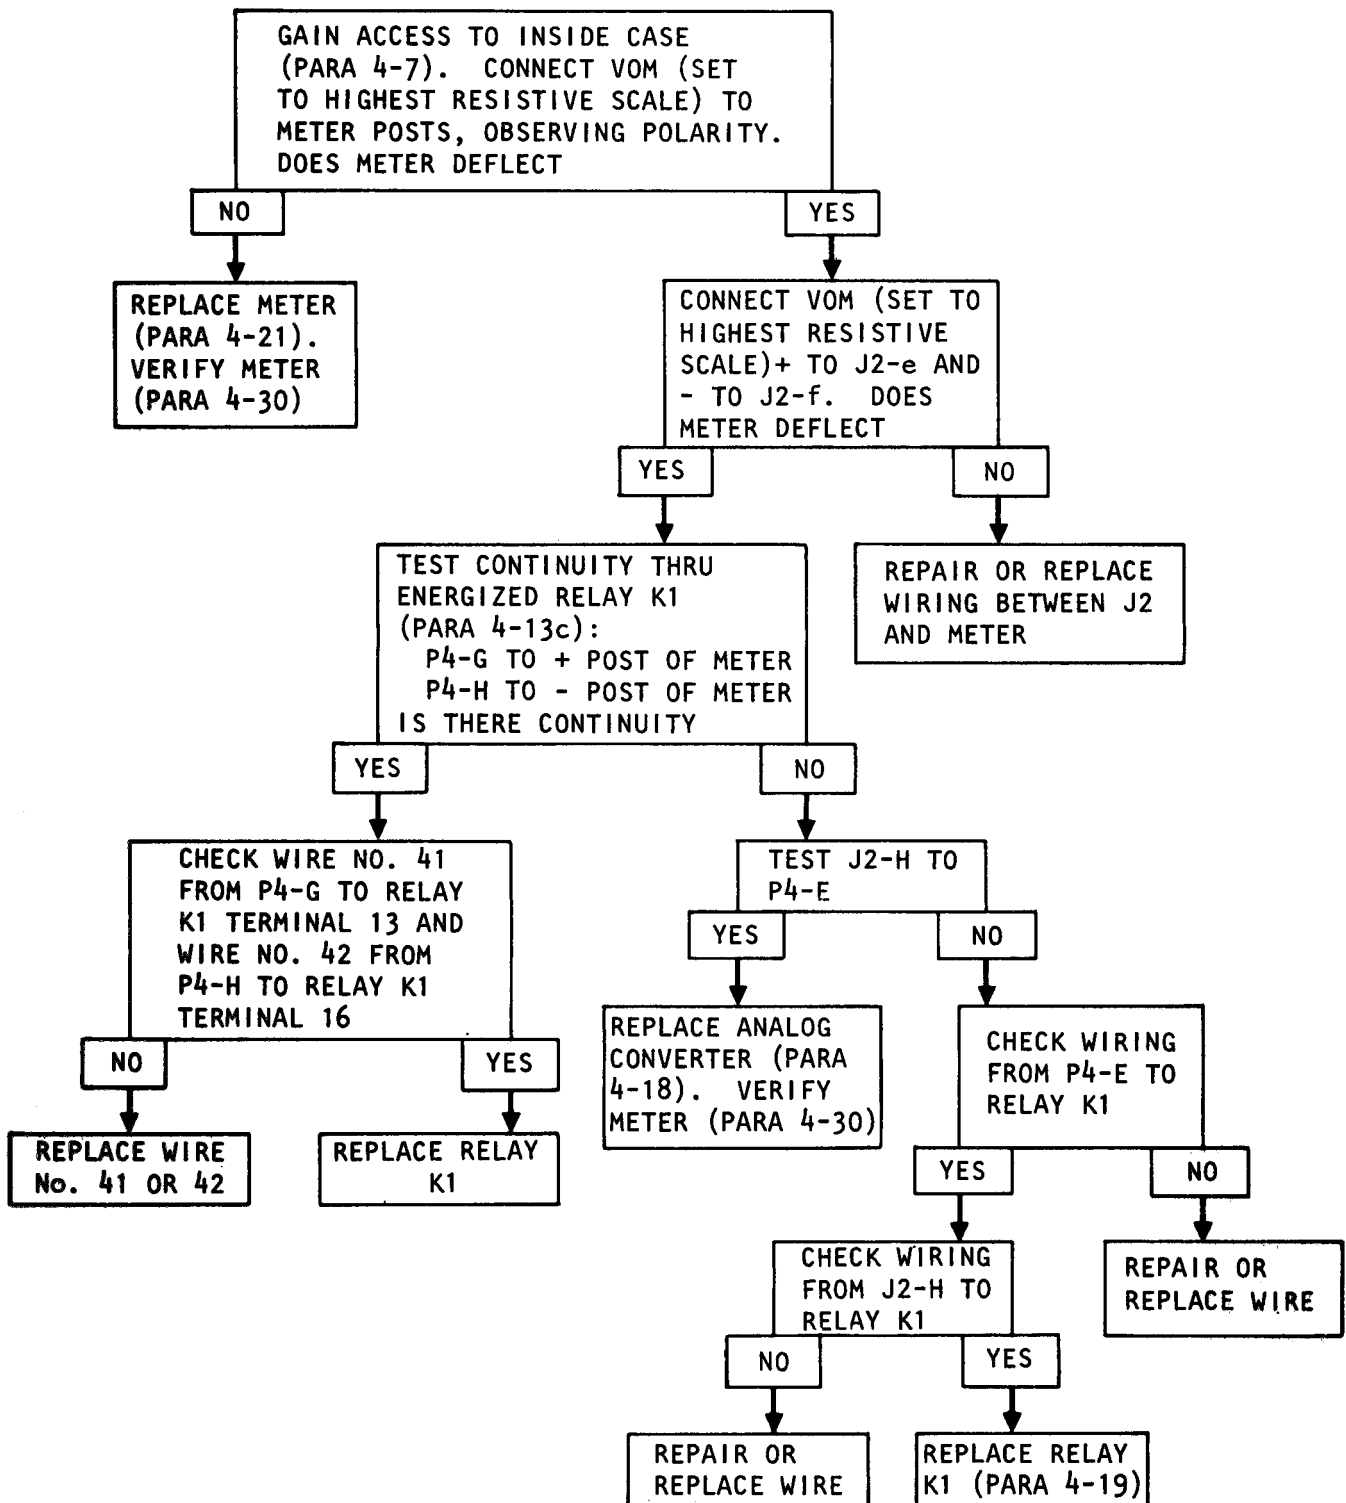 GAIN ACCESS TO INSIDE CASE
(PARA 4-7). CONNECT VOM (SET
TO HIGHEST RESISTIVE SCALE) TO
METER POSTS, OBSERVING POLARITY.
DOES METER DEFLECT
NO
YES
REPLACE METER
(PARA 4-21).
VERIFY METER
(PARA 4-30)
CONNECT VOM (SET TO
HIGHEST RESISTIVE
SCALE)+ TO J2-e AND
- TO J2-f. DOES
METER DEFLECT
YES
NO
TEST CONTINUITY THRU
ENERGIZED RELAY K1
(PARA 4-13c):
P4-G TO + POST OF METER
P4-H TO - POST OF METER
IS THERE CONTINUITY
REPAIR OR REPLACE
WIRING BETWEEN J2
AND METER
YES
NO
CHECK WIRE NO. 41
FROM P4-G TO RELAY
K1 TERMINAL 13 AND
WIRE NO. 42 FROM
P4-H TO RELAY K1
TERMINAL 16
TEST J2-H TO
P4-E
YES
NO
NO
YES
REPLACE ANALOG
CONVERTER (PARA
4-18). VERIFY
METER (PARA 4-30)
CHECK WIRING
FROM P4-E TO
RELAY K1
REPLACE WIRE
No. 41 OR 42
REPLACE RELAY
K1
YES
NO
CHECK WIRING
FROM J2-H TO
RELAY K1
REPAIR OR
REPLACE WIRE
NO
YES
REPAIR OR
REPLACE WIRE
REPLACE RELAY
K1 (PARA 4-19)